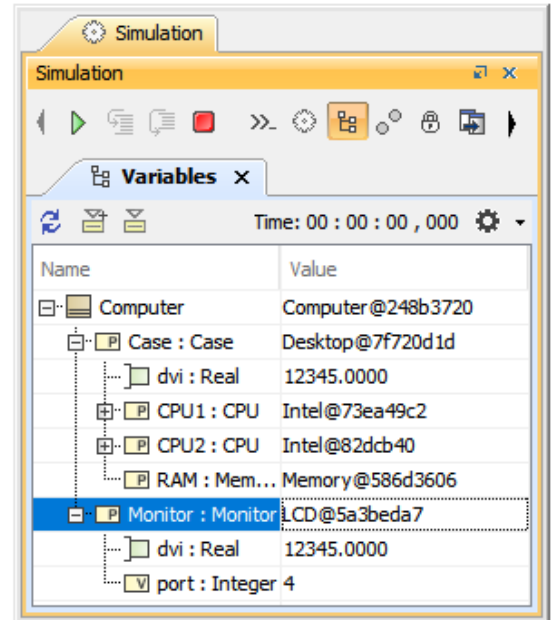 Simulation
Simulation
Variables
Time: 00 : 00 : 00 , 000
Name Value
Computer Computer@248b3720
Case : Case Desktop@7f720d1d
dvi : Real 12345.0000
CPU1 : CPU Intel@73ea49c2
CPU2 : CPU Intel@82dcb40
RAM : Mem... Memory@586d3606
Monitor : Monitor LCD@5a3beda7
dvi : Real 12345.0000
port : Integer 4